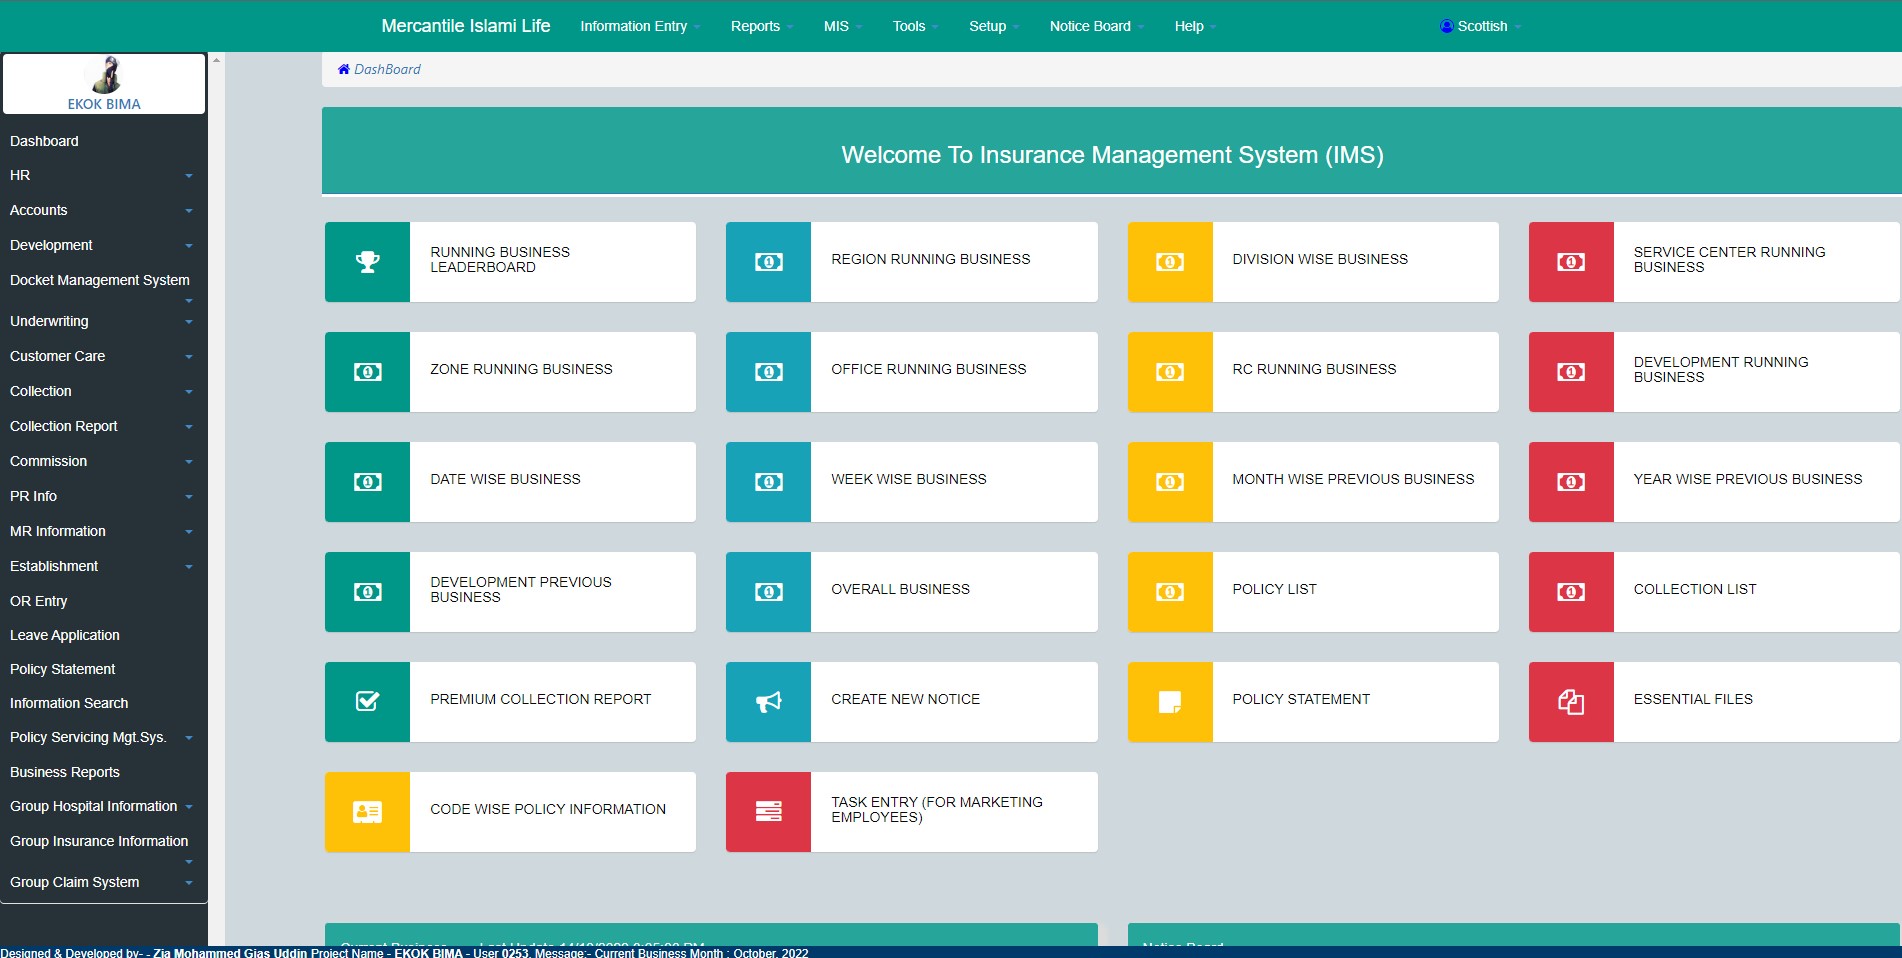 Mercantile Islami Life
Information Entry
Reports
MIS
Tools
Setup
Notice Board
Help
Scottish
EKOK BIMA
Dashboard
HR
Accounts
Development
Docket Management System
Underwriting
Customer Care
Collection
Collection Report
Commission
PR Info
MR Information
Establishment
OR Entry
Leave Application
Policy Statement
Information Search
Policy Servicing Mgt.Sys.
Business Reports
Group Hospital Information
Group Insurance Information
Group Claim System
DashBoard
Welcome To Insurance Management System (IMS)
RUNNING BUSINESS
LEADERBOARD
REGION RUNNING BUSINESS
DIVISION WISE BUSINESS
SERVICE CENTER RUNNING
BUSINESS
ZONE RUNNING BUSINESS
OFFICE RUNNING BUSINESS
RC RUNNING BUSINESS
DEVELOPMENT RUNNING
BUSINESS
DATE WISE BUSINESS
WEEK WISE BUSINESS
MONTH WISE PREVIOUS BUSINESS
YEAR WISE PREVIOUS BUSINESS
DEVELOPMENT PREVIOUS
BUSINESS
OVERALL BUSINESS
POLICY LIST
COLLECTION LIST
PREMIUM COLLECTION REPORT
CREATE NEW NOTICE
POLICY STATEMENT
ESSENTIAL FILES
CODE WISE POLICY INFORMATION
TASK ENTRY (FOR MARKETING
EMPLOYEES)
Current Business
Last Update
Notice Board
Designed & Developed by- - Zia Mohammed Gias Uddin Project Name - EKOK BIMA - User 0253. Message:- Current Business Month : October, 2022